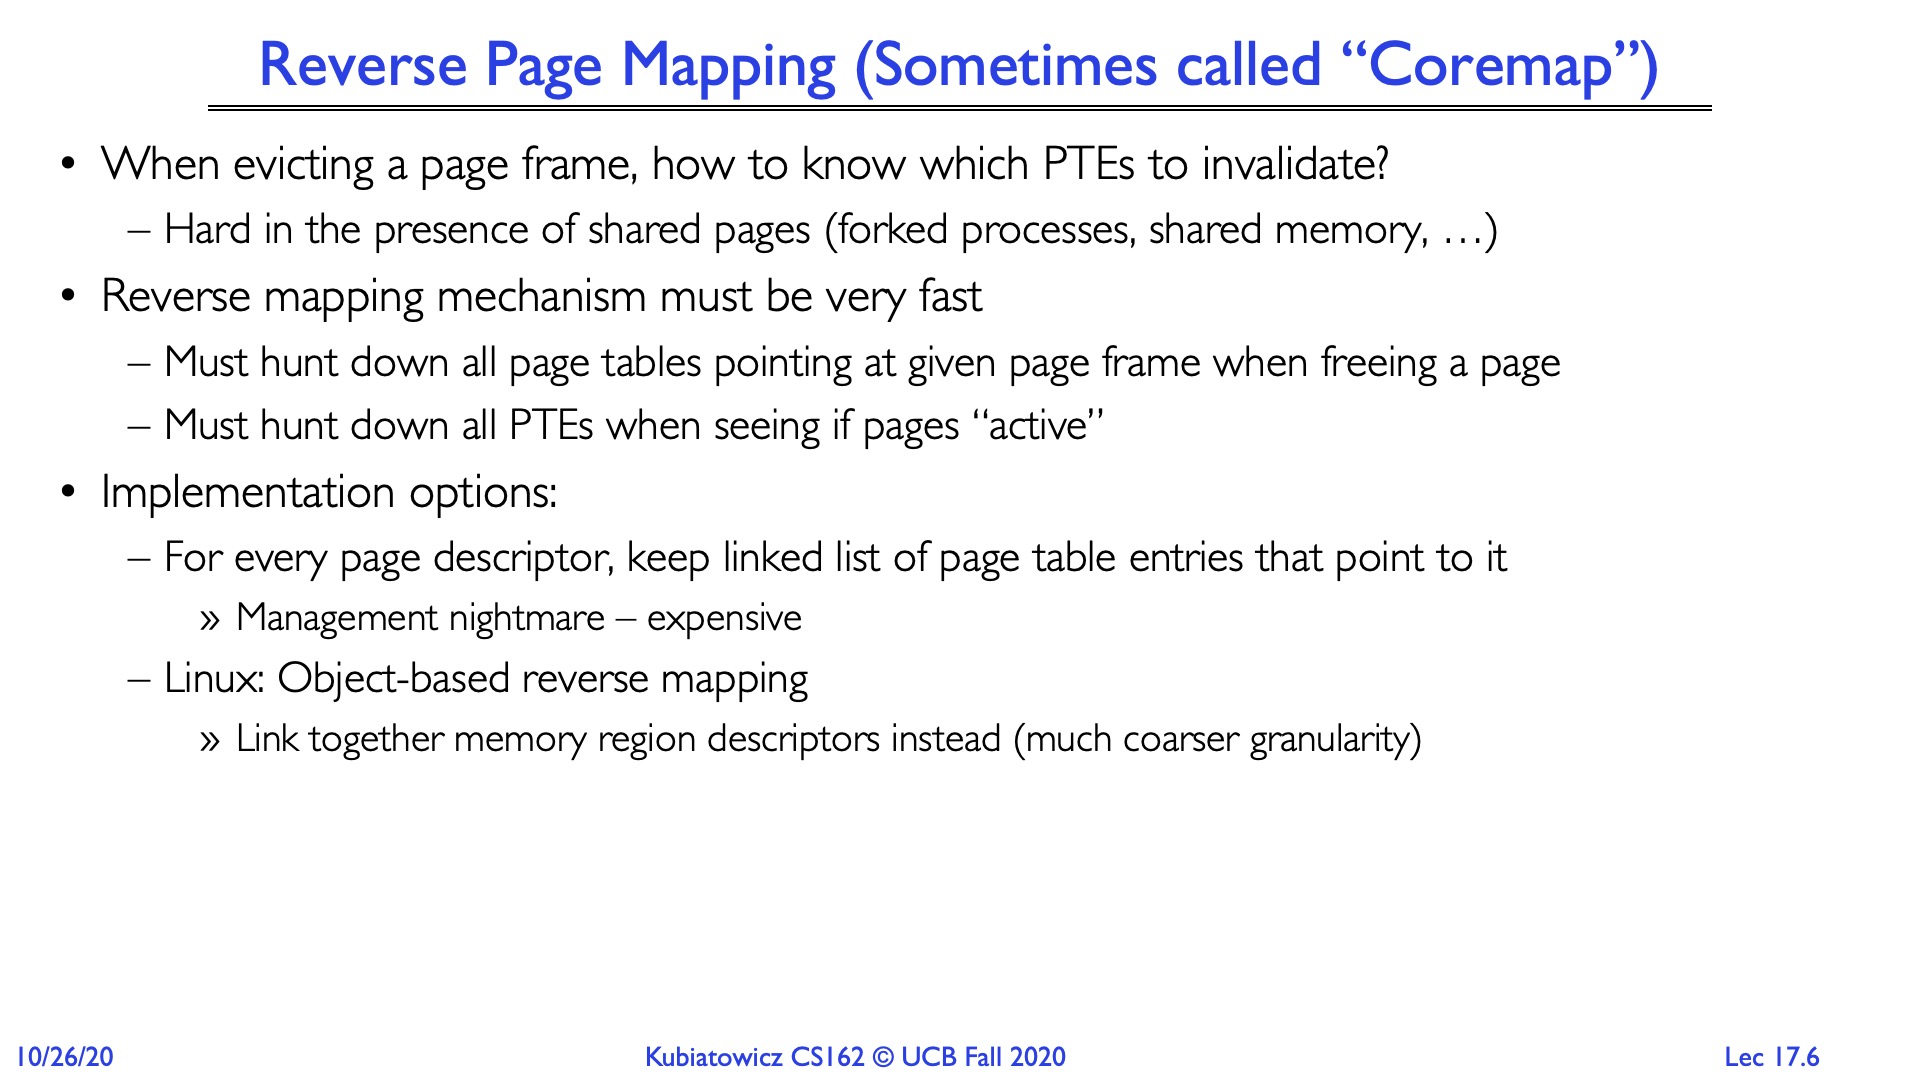 Reverse Page Mapping (Sometimes called “Coremap”)
• When evicting a page frame, how to know which PTEs to invalidate?
– Hard in the presence of shared pages (forked processes, shared memory, …)
• Reverse mapping mechanism must be very fast
– Must hunt down all page tables pointing at given page frame when freeing a page
– Must hunt down all PTEs when seeing if pages “active”
• Implementation options:
– For every page descriptor, keep linked list of page table entries that point to it
» Management nightmare – expensive
– Linux: Object-based reverse mapping
» Link together memory region descriptors instead (much coarser granularity)
10/26/20
Kubiatowicz CS162 © UCB Fall 2020
Lec 17.6